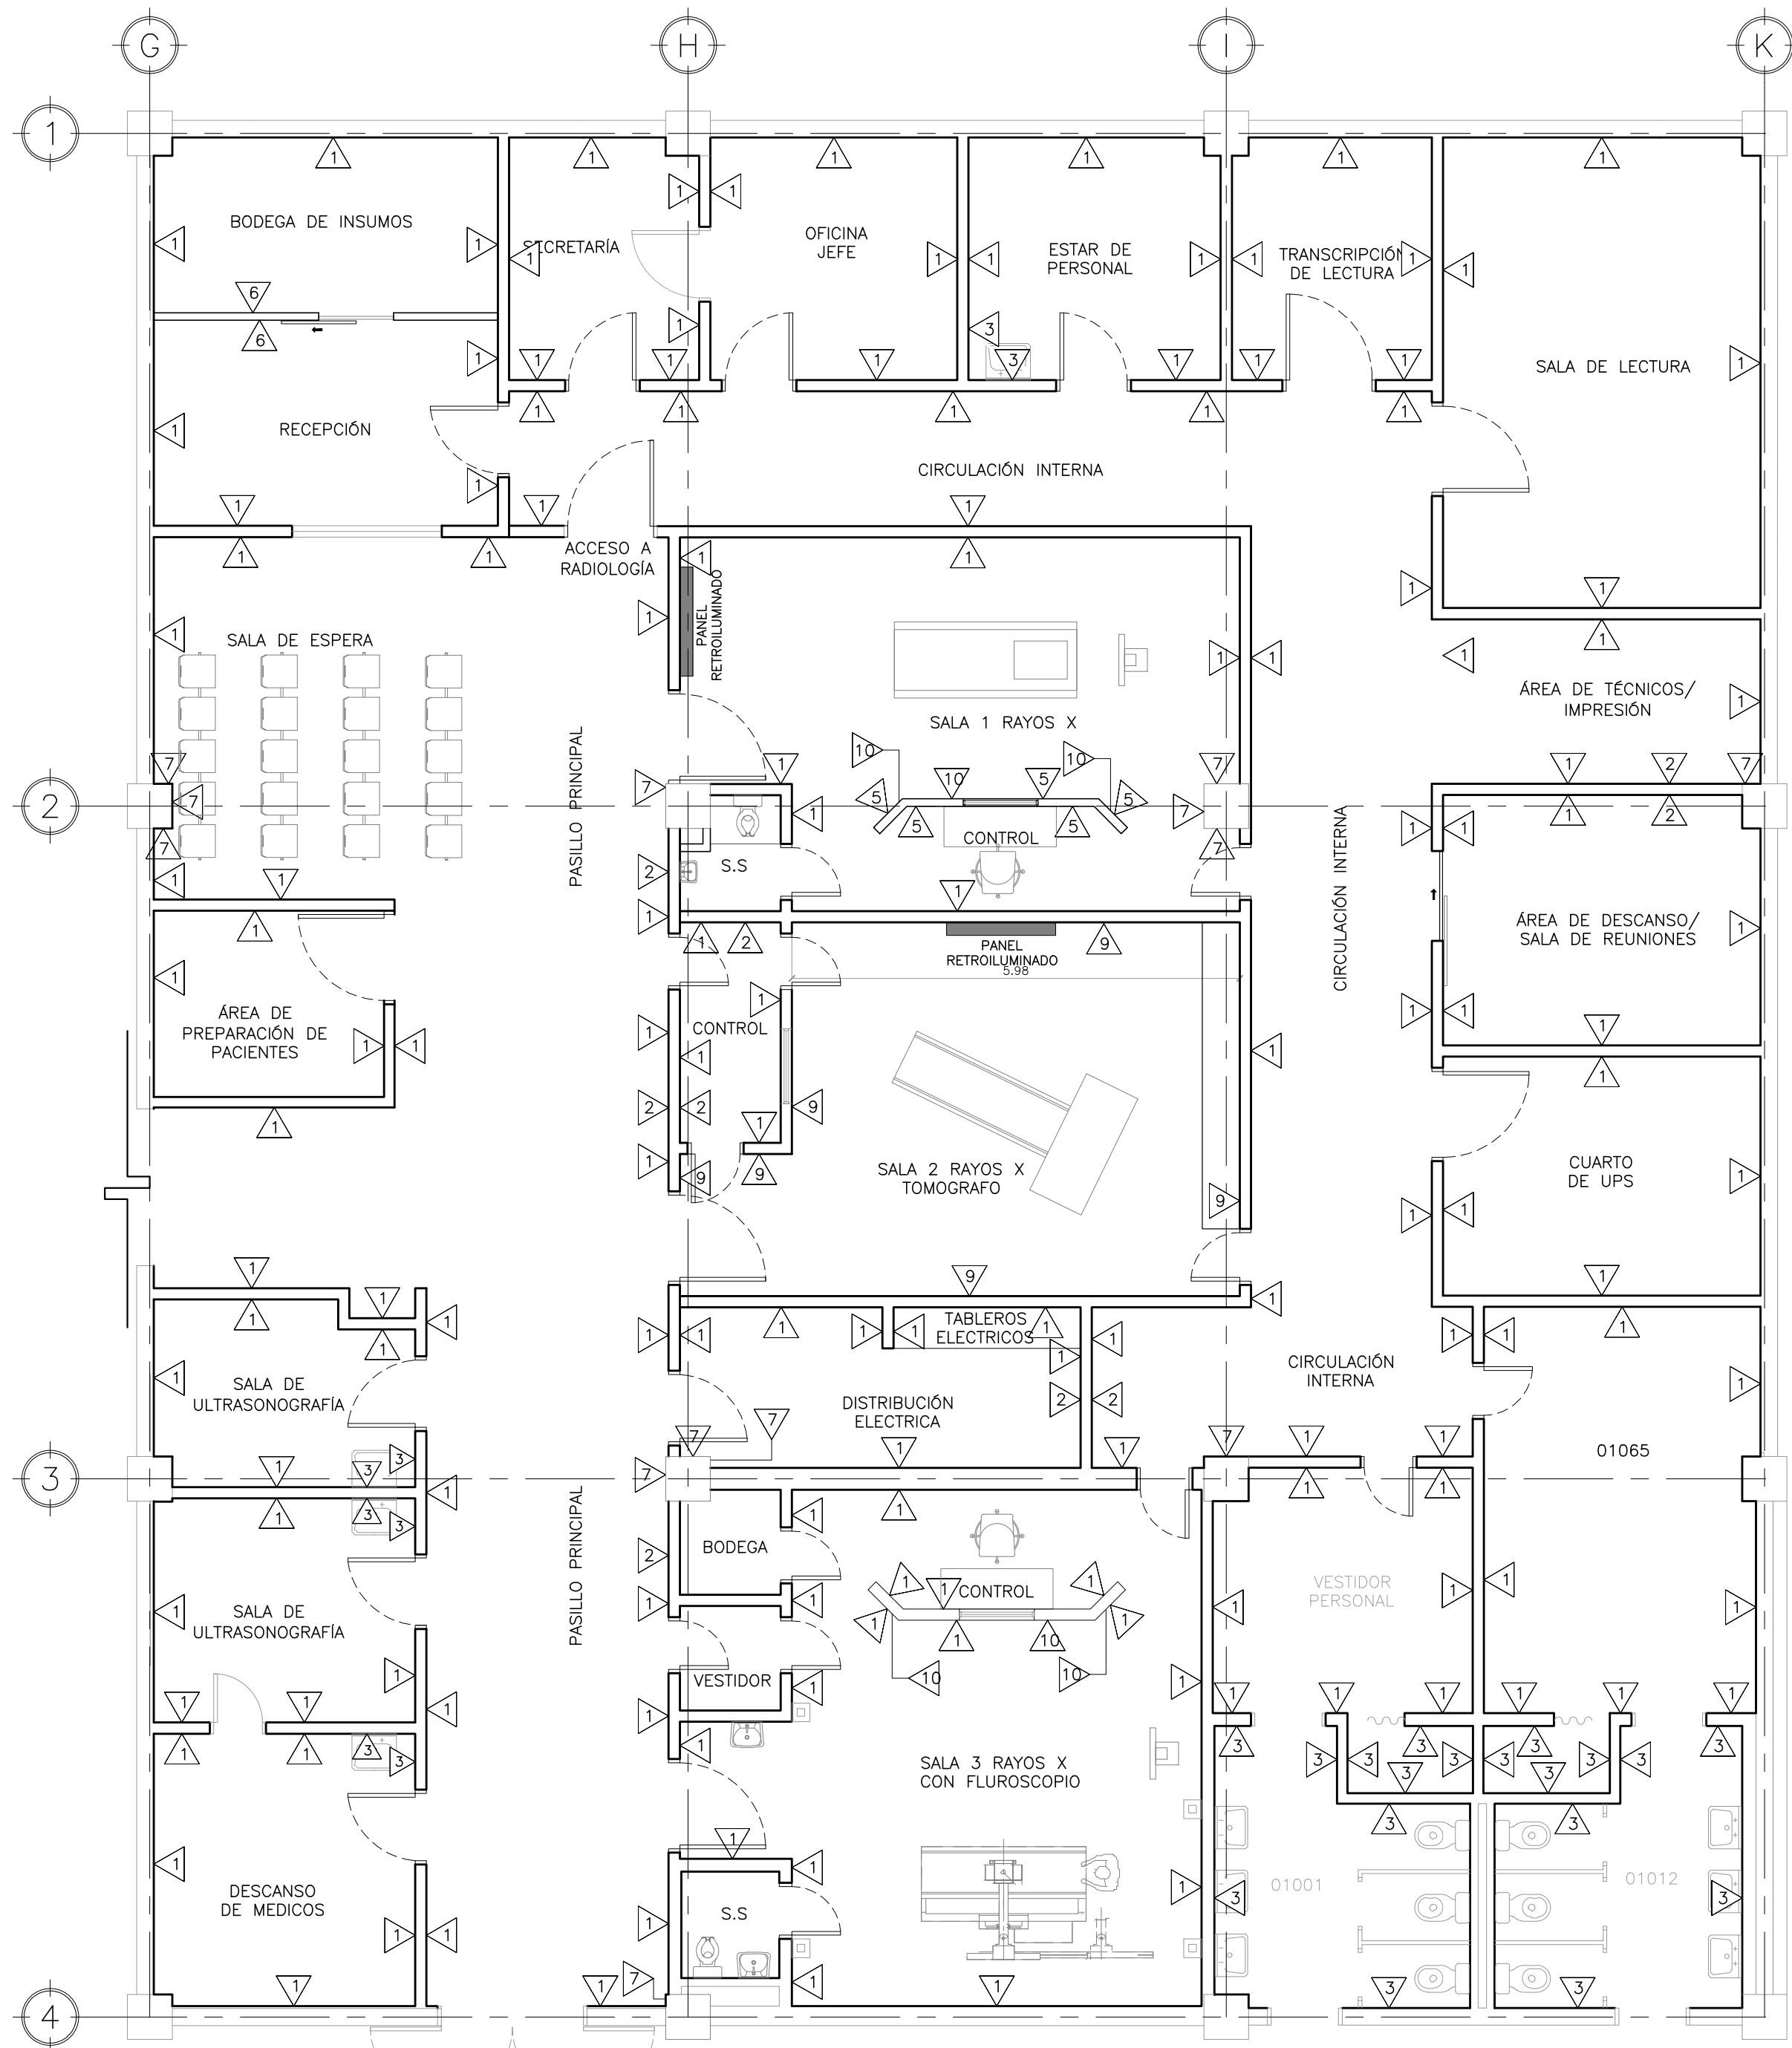 G
H
I
K
1
BODEGA DE INSUMOS
SECRETARÍA
OFICINA
JEFE
ESTAR DE
PERSONAL
TRANSCRIPCIÓN
DE LECTURA
SALA DE LECTURA
RECEPCIÓN
CIRCULACIÓN INTERNA
ACCESO A
RADIOLOGÍA
PANEL
RETROILUMINADO
SALA DE ESPERA
SALA 1 RAYOS X
ÁREA DE TÉCNICOS/
IMPRESIÓN
PASILLO PRINCIPAL
2
CONTROL
S.S
CIRCULACIÓN INTERNA
ÁREA DE DESCANSO/
SALA DE REUNIONES
PANEL
RETROILUMINADO
5.98
ÁREA DE
PREPARACIÓN DE
PACIENTES
CONTROL
SALA 2 RAYOS X
TOMOGRAFO
CUARTO
DE UPS
TABLEROS
ELECTRICOS
SALA DE
ULTRASONOGRAFÍA
DISTRIBUCIÓN
ELECTRICA
CIRCULACIÓN
INTERNA
01065
3
PASILLO PRINCIPAL
BODEGA
CONTROL
VESTIDOR
PERSONAL
SALA DE
ULTRASONOGRAFÍA
VESTIDOR
SALA 3 RAYOS X
CON FLUROSCOPIO
DESCANSO
DE MEDICOS
S.S
01001
01012
4